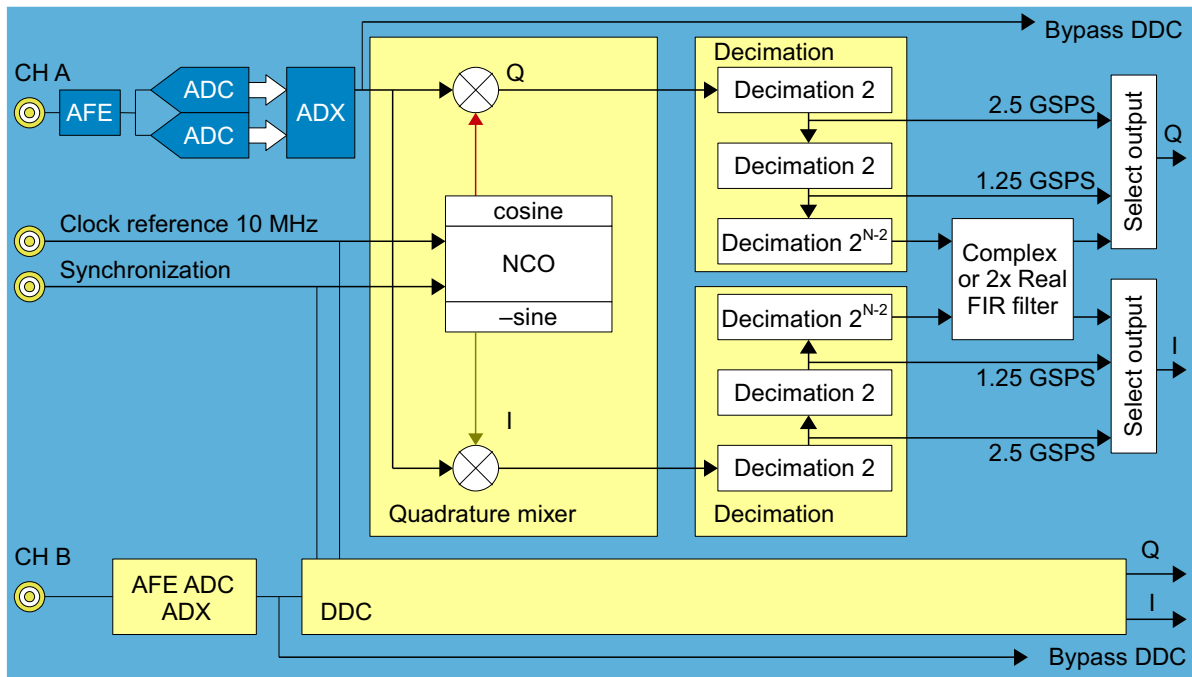 Bypass DDC
CH A
AFE
ADC
ADC
ADX
Q
Decimation
Decimation 2
2.5 GSPS
Decimation 2
1.25 GSPS
Decimation 2^N-2
Select output
Q
Clock reference 10 MHz
Synchronization
cosine
NCO
–sine
Complex
or 2x Real
FIR filter
Decimation 2^N-2
1.25 GSPS
Decimation 2
2.5 GSPS
Decimation 2
Decimation
Select output
I
I
Quadrature mixer
CH B
AFE ADC
ADX
DDC
Q
I
Bypass DDC